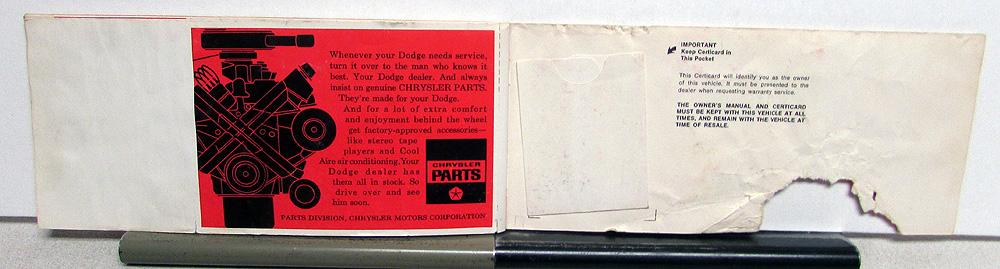 Whenever your Dodge needs service,
turn it over to the man who knows it
best. Your Dodge dealer. And always
insist on genuine CHRYSLER PARTS.
They're made for your Dodge.
And for a lot of extra comfort
and enjoyment behind the wheel
get factory-approved accessories—
like stereo tape
players and Cool
Aire air conditioning. Your
Dodge dealer has
them all in stock. So
drive over and see
him soon.
CHRYSLER
PARTS
PARTS DIVISION, CHRYSLER MOTORS CORPORATION
IMPORTANT
Keep Certicard in
This Pocket
This Certicard will identify you as the owner
of this vehicle. It must be presented to the
dealer when requesting warranty service.
THE OWNER'S MANUAL AND CERTICARD
MUST BE KEPT WITH THIS VEHICLE AT ALL
TIMES, AND REMAIN WITH THE VEHICLE AT
TIME OF RESALE.